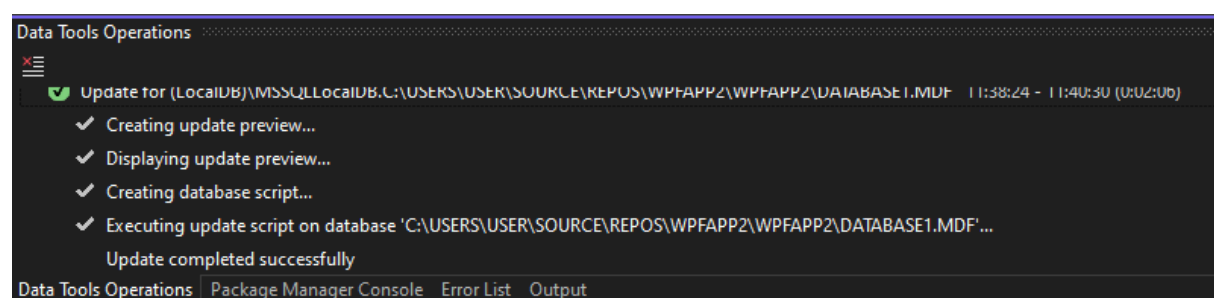 Data Tools Operations
Update for (LocalDB)\MSSQLLocalDB.C:\USERS\USER\SOURCE\REPOS\WPFAPP2\WPFAPP2\DATABASE1.MDF 11:38:24 - 11:40:30 (0:02:06)
Creating update preview...
Displaying update preview...
Creating database script...
Executing update script on database 'C:\USERS\USER\SOURCE\REPOS\WPFAPP2\WPFAPP2\DATABASE1.MDF'...
Update completed successfully
Data Tools Operations Package Manager Console Error List Output